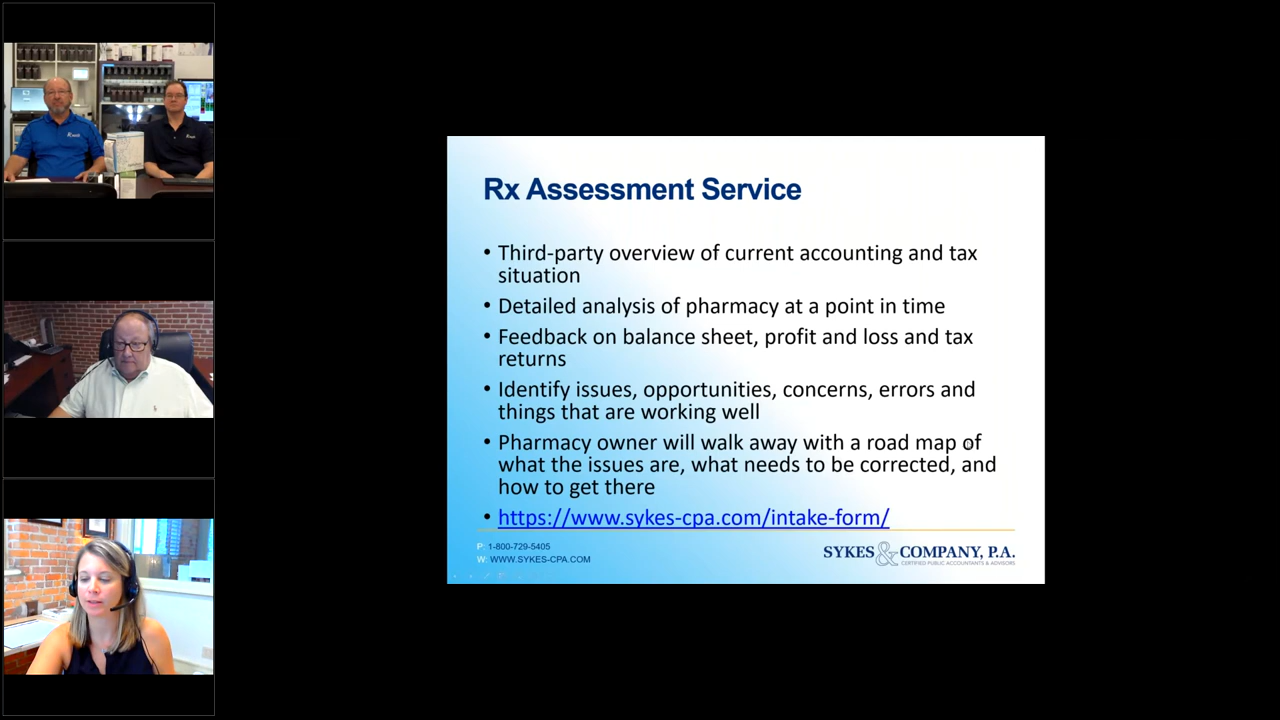 Rx Assessment Service
• Third-party overview of current accounting and tax
situation
• Detailed analysis of pharmacy at a point in time
• Feedback on balance sheet, profit and loss and tax
returns
• Identify issues, opportunities, concerns, errors and
things that are working well
• Pharmacy owner will walk away with a road map of
what the issues are, what needs to be corrected, and
how to get there
• https://www.sykes-cpa.com/intake-form/
P: 1-800-729-5405
W: WWW.SYKES-CPA.COM
SYKES & COMPANY, P.A.
CERTIFIED PUBLIC ACCOUNTANTS & ADVISORS